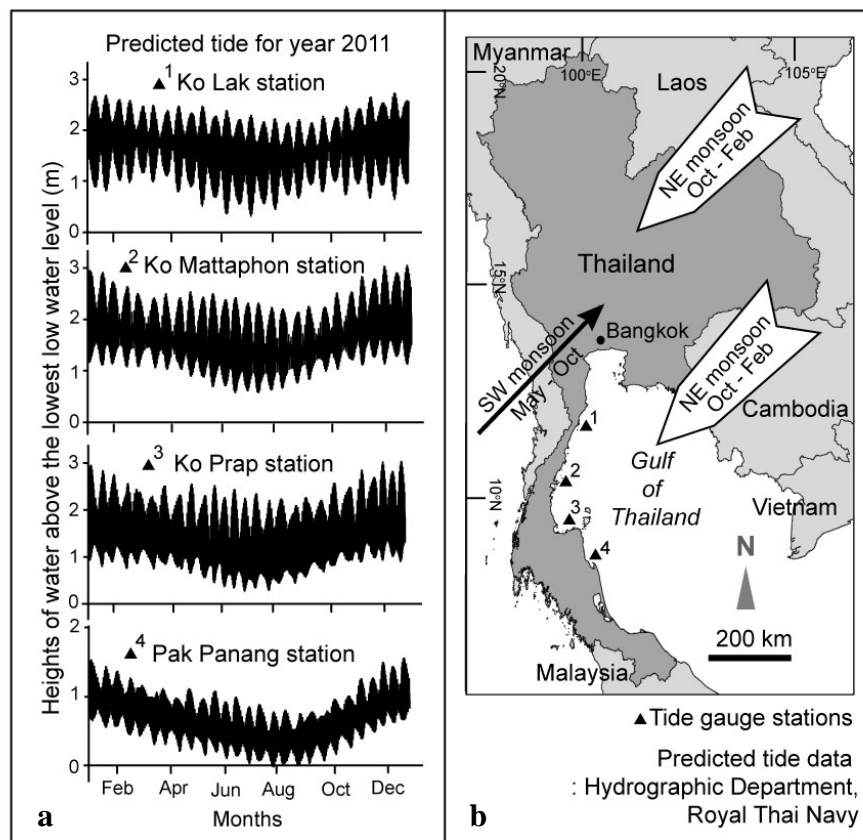 Predicted tide for year 2011
▲1 Ko Lak station
3
2
1
0
▲2 Ko Mattaphon station
3
2
1
0
▲3 Ko Prap station
3
2
1
0
▲4 Pak Panang station
2
1
0
Heights of water above the lowest low water level (m)
Feb Apr Jun Aug Oct Dec
Months
a
Myanmar
20°N
100°E
105°E
Laos
NE monsoon
Oct - Feb
Thailand
15°N
Bangkok
SW monsoon
May - Oct
NE monsoon
Oct - Feb
Cambodia
1
2
Gulf
of
Thailand
10°N
Vietnam
3
4
N
200 km
Malaysia
▲Tide gauge stations
Predicted tide data
: Hydrographic Department,
Royal Thai Navy
b